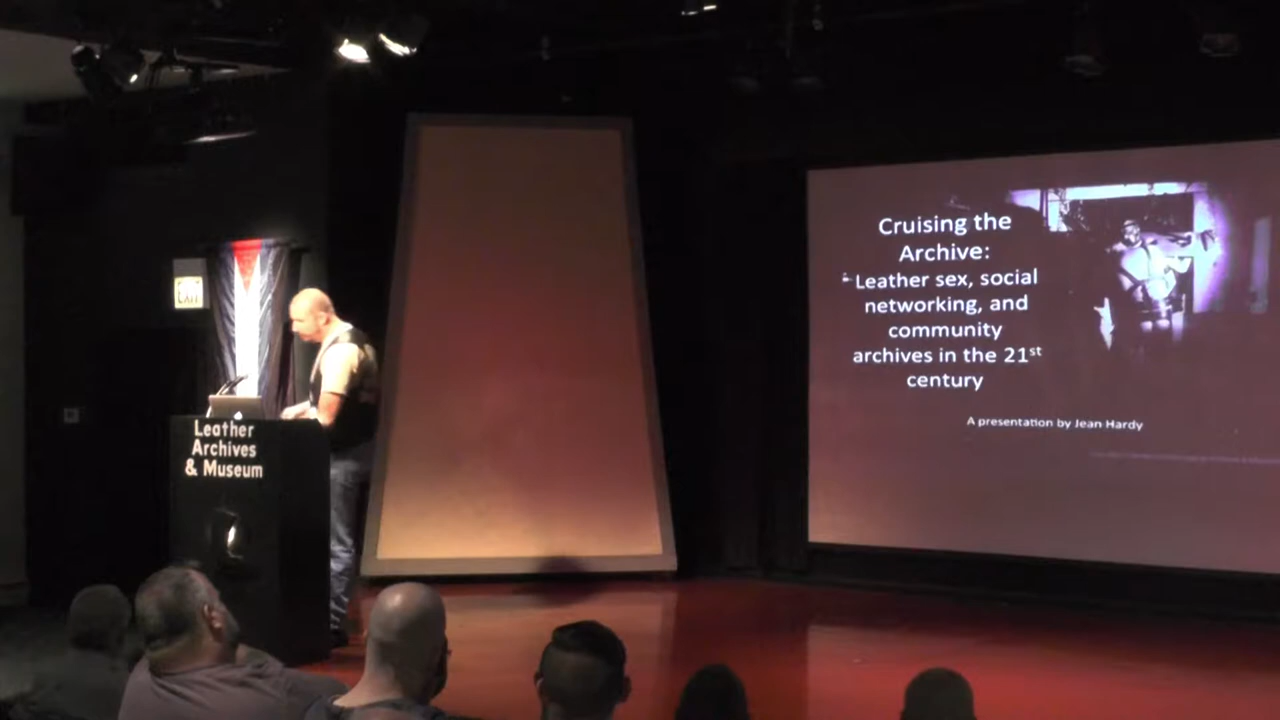 EXIT
Leather
Archives
& Museum
Cruising the
Archive:
Leather sex, social
networking, and
community
archives in the 21st
century
A presentation by Jean Hardy